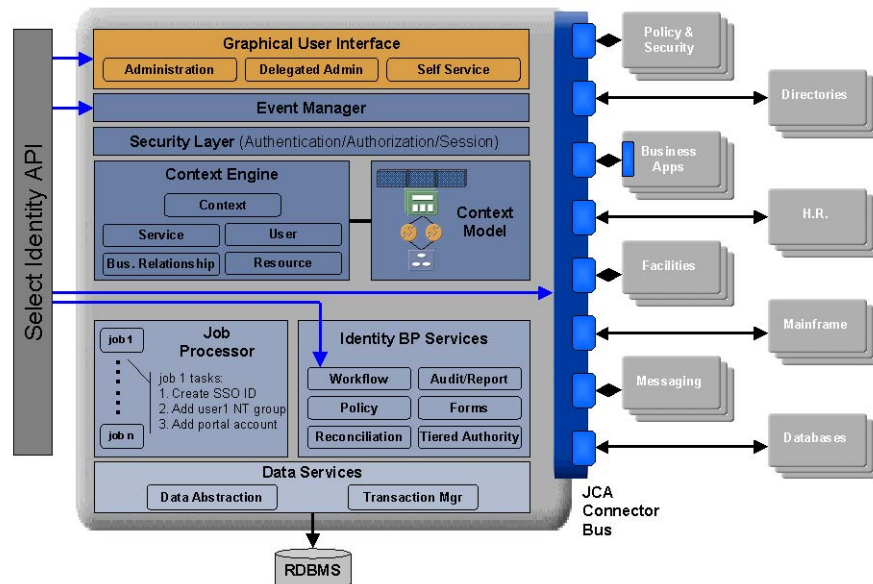 Select Identity API
Graphical User Interface
Administration
Delegated Admin
Self Service
Event Manager
Security Layer (Authentication/Authorization/Session)
Context Engine
Context
Service
User
Bus. Relationship
Resource
Context
Model
Job
Processor
job 1
job 1 tasks:
1. Create SSO ID
2. Add user1 NT group
3. Add portal account
job n
Identity BP Services
Workflow
Audit/Report
Policy
Forms
Reconciliation
Tiered Authority
Data Services
Data Abstraction
Transaction Mgr
RDBMS
JCA
Connector
Bus
Policy &
Security
Directories
Business
Apps
H.R.
Facilities
Mainframe
Messaging
Databases